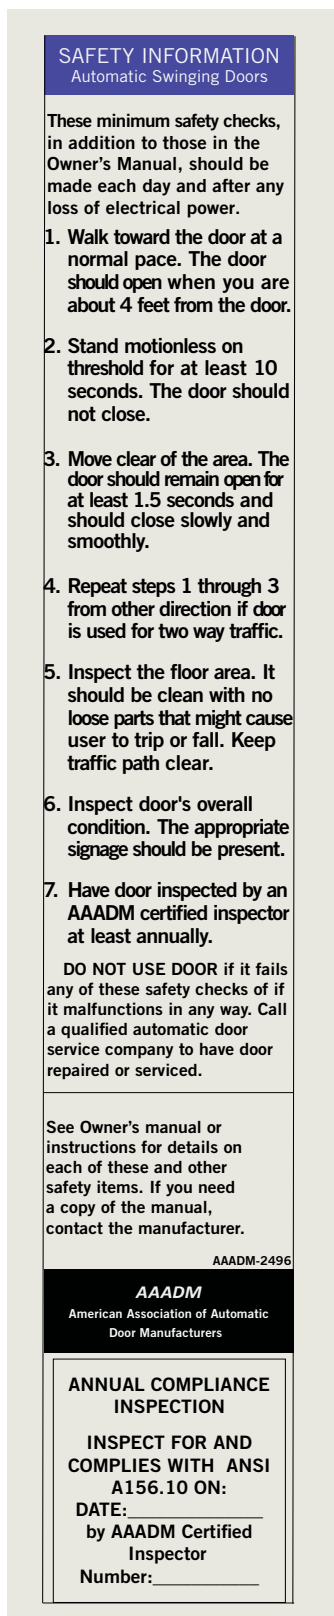 SAFETY INFORMATION
Automatic Swinging Doors
These minimum safety checks,
in addition to those in the
Owner’s Manual, should be
made each day and after any
loss of electrical power.
1. Walk toward the door at a
normal pace. The door
should open when you are
about 4 feet from the door.
2. Stand motionless on
threshold for at least 10
seconds. The door should
not close.
3. Move clear of the area. The
door should remain open for
at least 1.5 seconds and
should close slowly and
smoothly.
4. Repeat steps 1 through 3
from other direction if door
is used for two way traffic.
5. Inspect the floor area. It
should be clean with no
loose parts that might cause
user to trip or fall. Keep
traffic path clear.
6. Inspect door's overall
condition. The appropriate
signage should be present.
7. Have door inspected by an
AAADM certified inspector
at least annually.
DO NOT USE DOOR if it fails
any of these safety checks of if
it malfunctions in any way. Call
a qualified automatic door
service company to have door
repaired or serviced.
See Owner’s manual or
instructions for details on
each of these and other
safety items. If you need
a copy of the manual,
contact the manufacturer.
AAADM-2496
AAADM
American Association of Automatic
Door Manufacturers
ANNUAL COMPLIANCE
INSPECTION
INSPECT FOR AND
COMPLIES WITH ANSI
A156.10 ON:
DATE:______________
by AAADM Certified
Inspector
Number:___________